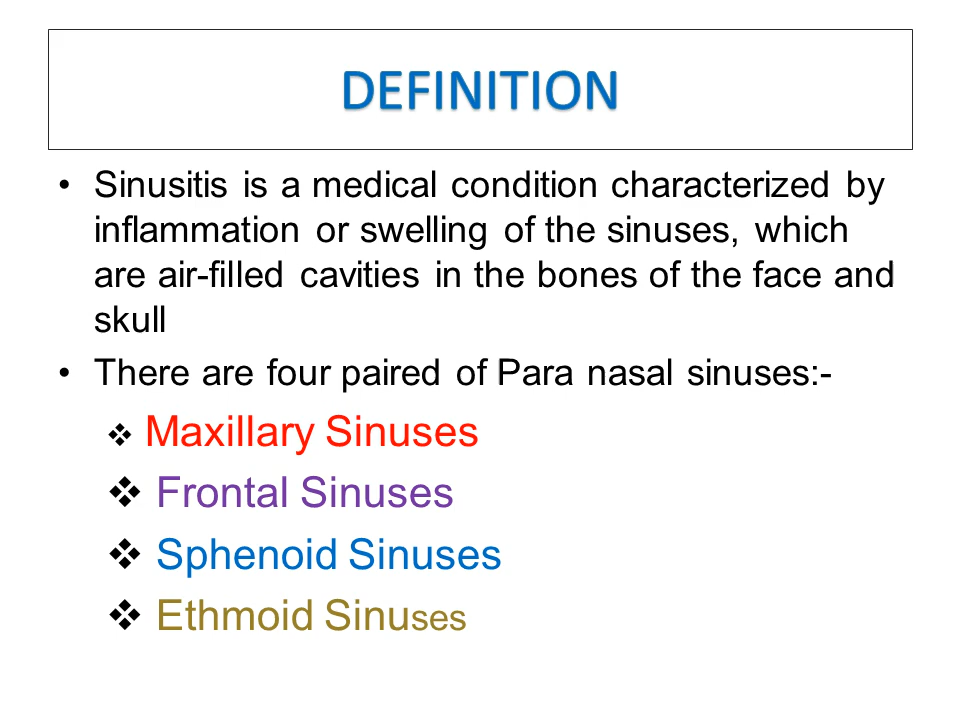 DEFINITION
• Sinusitis is a medical condition characterized by
inflammation or swelling of the sinuses, which
are air-filled cavities in the bones of the face and
skull
• There are four paired of Para nasal sinuses:-
❖ Maxillary Sinuses
❖ Frontal Sinuses
❖ Sphenoid Sinuses
❖ Ethmoid Sinuses